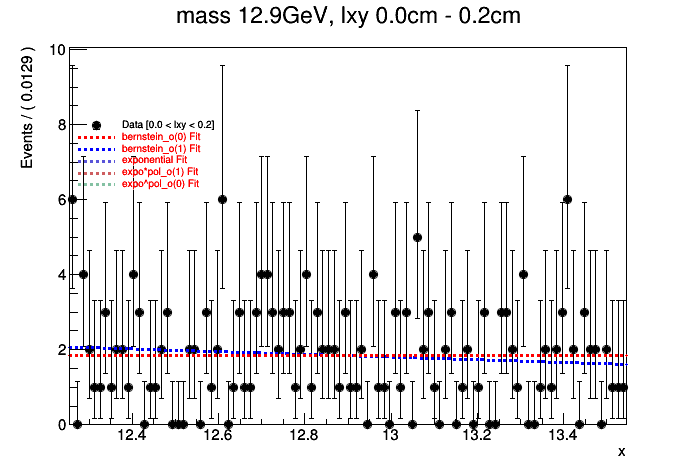 mass 12.9GeV, lxy 0.0cm - 0.2cm
Events / ( 0.0129 )
10
8
6
4
2
0
Data [0.0 < lxy < 0.2]
bernstein_o(0) Fit
bernstein_o(1) Fit
exponential Fit
expo*pol_o(1) Fit
expo^pol_o(0) Fit
12.4 12.6 12.8 13 13.2 13.4
x